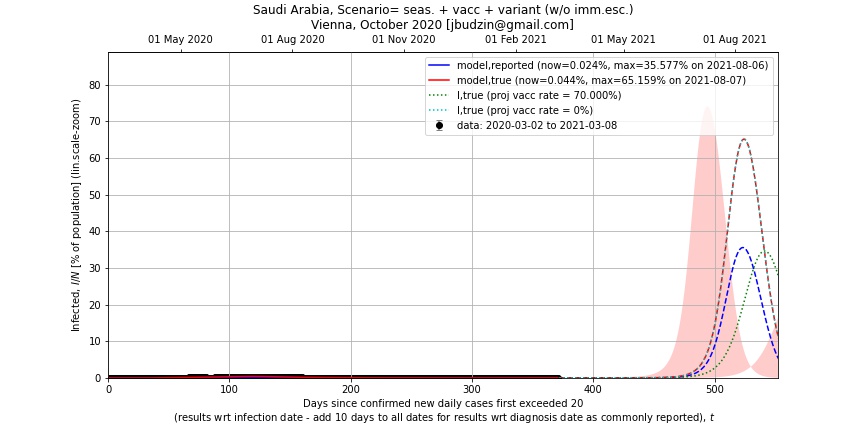 Saudi Arabia, Scenario= seas. + vacc + variant (w/o imm.esc.)
Vienna, October 2020 [jbudzin@gmail.com]
01 May 2020 01 Aug 2020 01 Nov 2020 01 Feb 2021 01 May 2021 01 Aug 2021
model,reported (now=0.024%, max=35.577% on 2021-08-06)
model,true (now=0.044%, max=65.159% on 2021-08-07)
I,true (proj vacc rate = 70.000%)
I,true (proj vacc rate = 0%)
data: 2020-03-02 to 2021-03-08
Infected, I/N [% of population] (lin.scale-zoom)
80
70
60
50
40
30
20
10
0
0 100 200 300 400 500
Days since confirmed new daily cases first exceeded 20
(results wrt infection date - add 10 days to all dates for results wrt diagnosis date as commonly reported), t